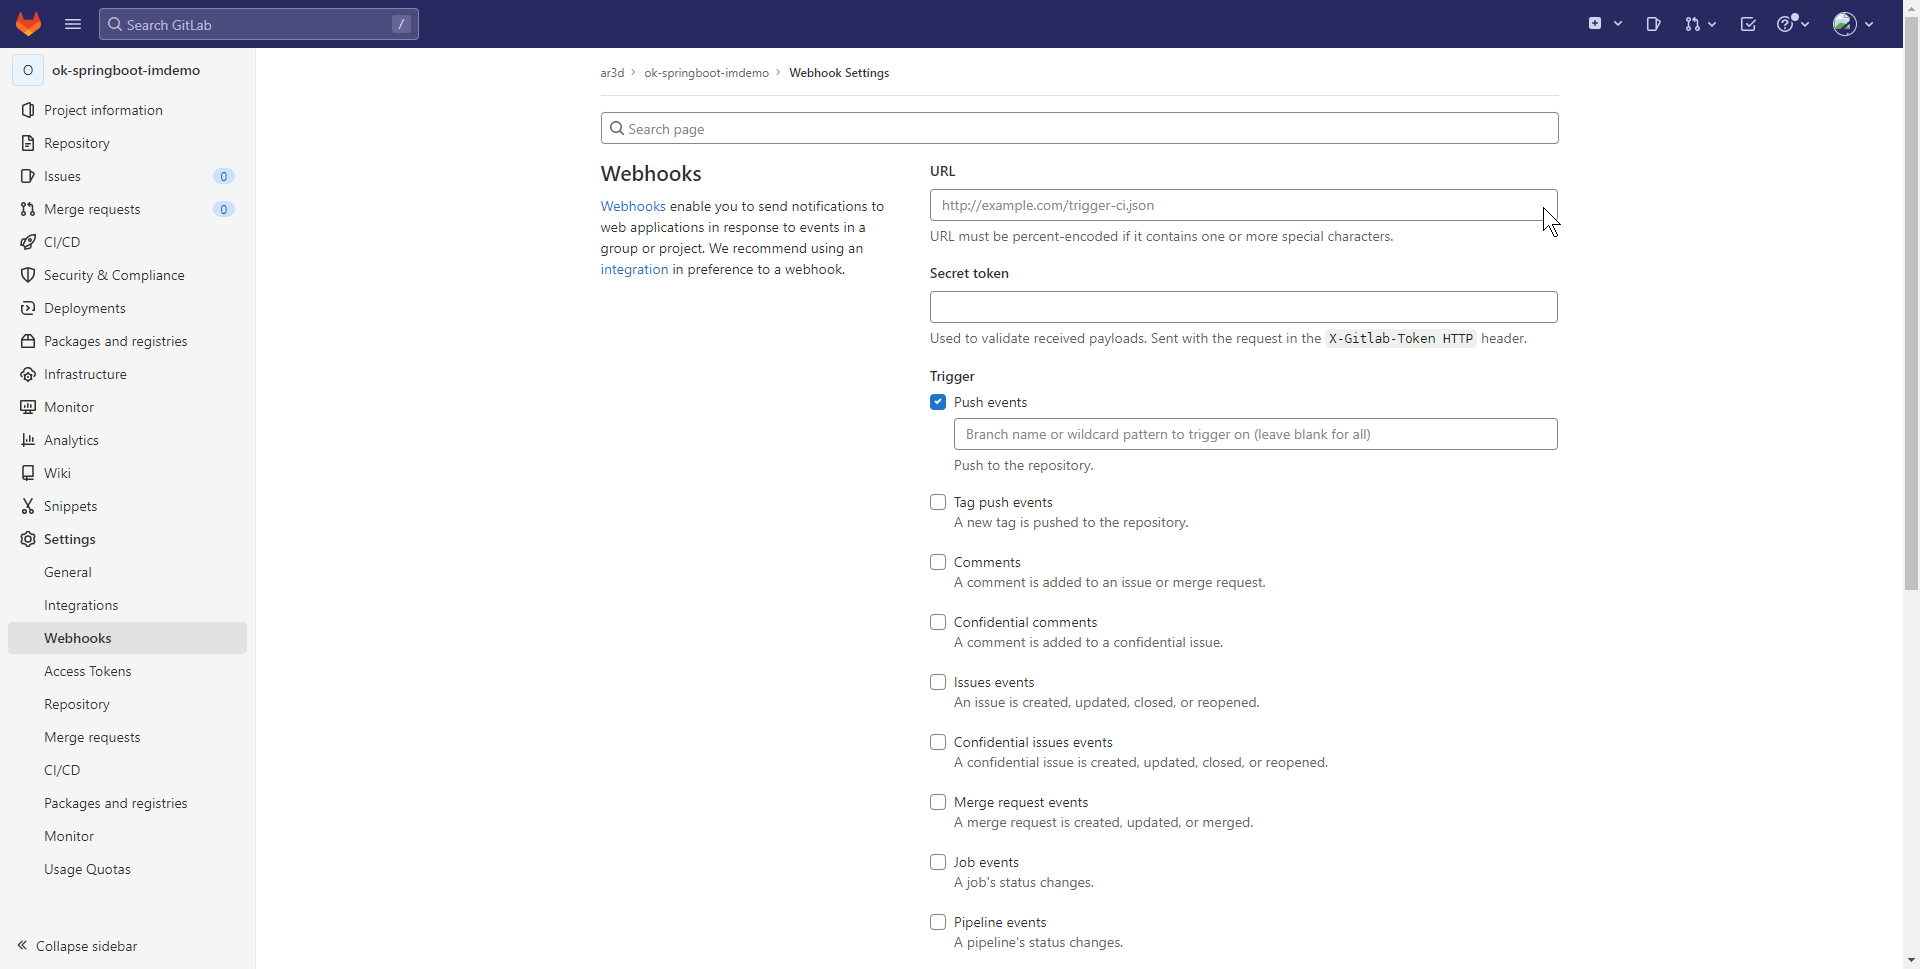 Search GitLab /
O ok-springboot-imdemo
Project information
Repository
Issues 0
Merge requests 0
CI/CD
Security & Compliance
Deployments
Packages and registries
Infrastructure
Monitor
Analytics
Wiki
Snippets
Settings
General
Integrations
Webhooks
Access Tokens
Repository
Merge requests
CI/CD
Packages and registries
Monitor
Usage Quotas
Collapse sidebar
ar3d › ok-springboot-imdemo › Webhook Settings
Search page
Webhooks
Webhooks enable you to send notifications to
web applications in response to events in a
group or project. We recommend using an
integration in preference to a webhook.
URL
http://example.com/trigger-ci.json
URL must be percent-encoded if it contains one or more special characters.
Secret token
Used to validate received payloads. Sent with the request in the X-Gitlab-Token HTTP header.
Trigger
Push events
Branch name or wildcard pattern to trigger on (leave blank for all)
Push to the repository.
Tag push events
A new tag is pushed to the repository.
Comments
A comment is added to an issue or merge request.
Confidential comments
A comment is added to a confidential issue.
Issues events
An issue is created, updated, closed, or reopened.
Confidential issues events
A confidential issue is created, updated, closed, or reopened.
Merge request events
A merge request is created, updated, or merged.
Job events
A job's status changes.
Pipeline events
A pipeline's status changes.